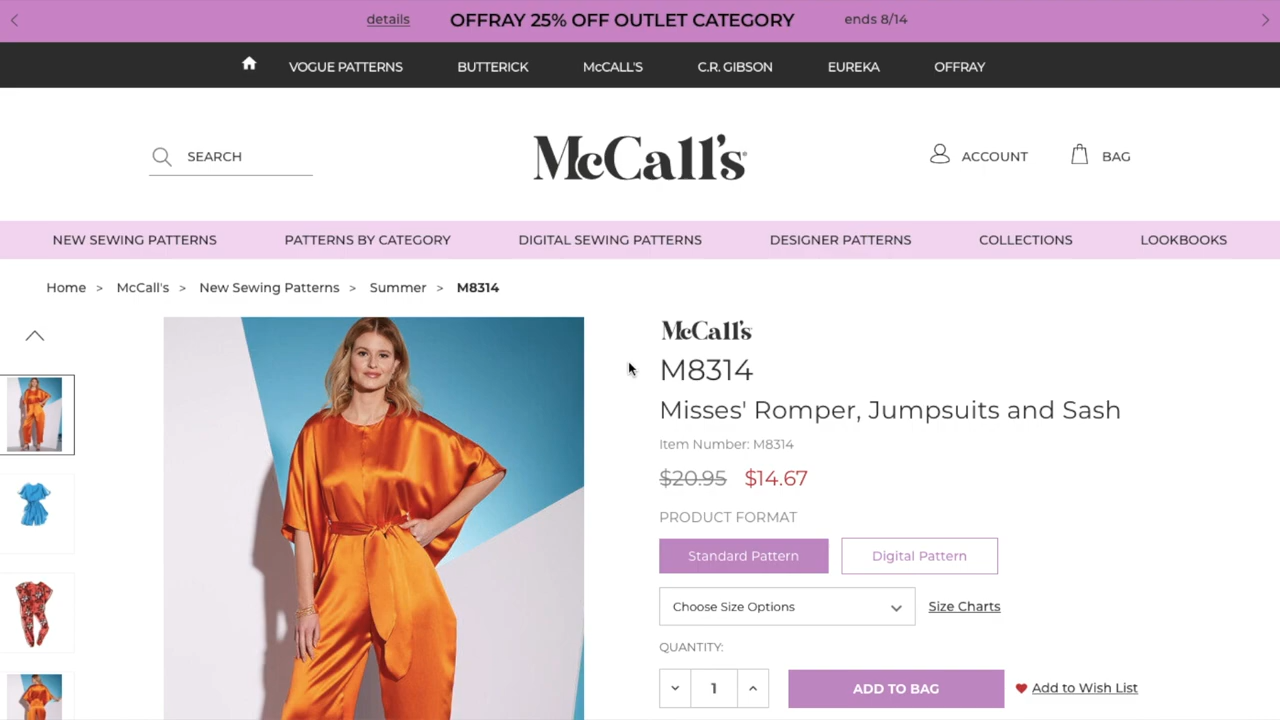 details OFFRAY 25% OFF OUTLET CATEGORY ends 8/14
VOGUE PATTERNS BUTTERICK McCALL'S C.R. GIBSON EUREKA OFFRAY
SEARCH McCall's® ACCOUNT BAG
NEW SEWING PATTERNS PATTERNS BY CATEGORY DIGITAL SEWING PATTERNS DESIGNER PATTERNS COLLECTIONS LOOKBOOKS
Home > McCall's > New Sewing Patterns > Summer > M8314
McCall's
M8314
Misses' Romper, Jumpsuits and Sash
Item Number: M8314
$20.95 $14.67
PRODUCT FORMAT
Standard Pattern Digital Pattern
Choose Size Options Size Charts
QUANTITY:
1 ADD TO BAG Add to Wish List